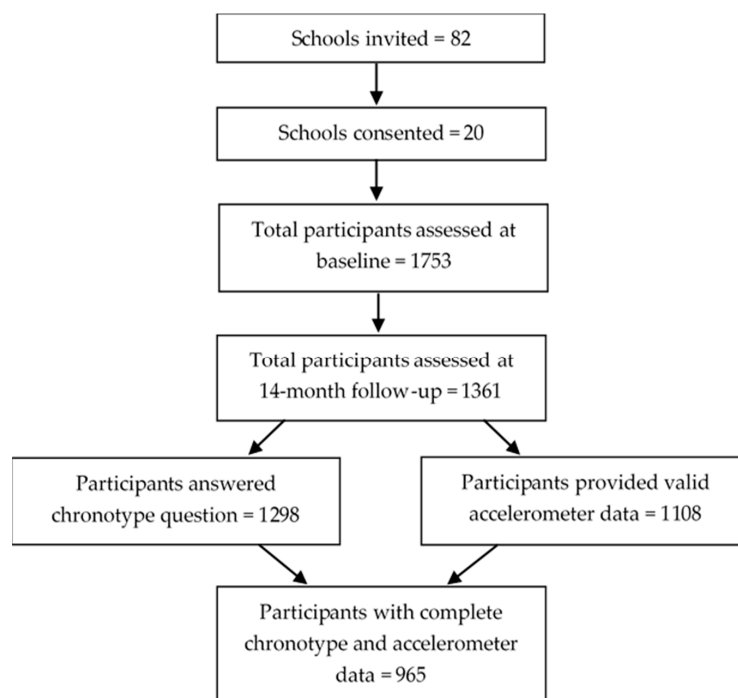 Schools invited = 82
Schools consented = 20
Total participants assessed at
baseline = 1753
Total participants assessed at
14-month follow-up = 1361
Participants answered
chronotype question = 1298
Participants provided valid
accelerometer data = 1108
Participants with complete
chronotype and accelerometer
data = 965